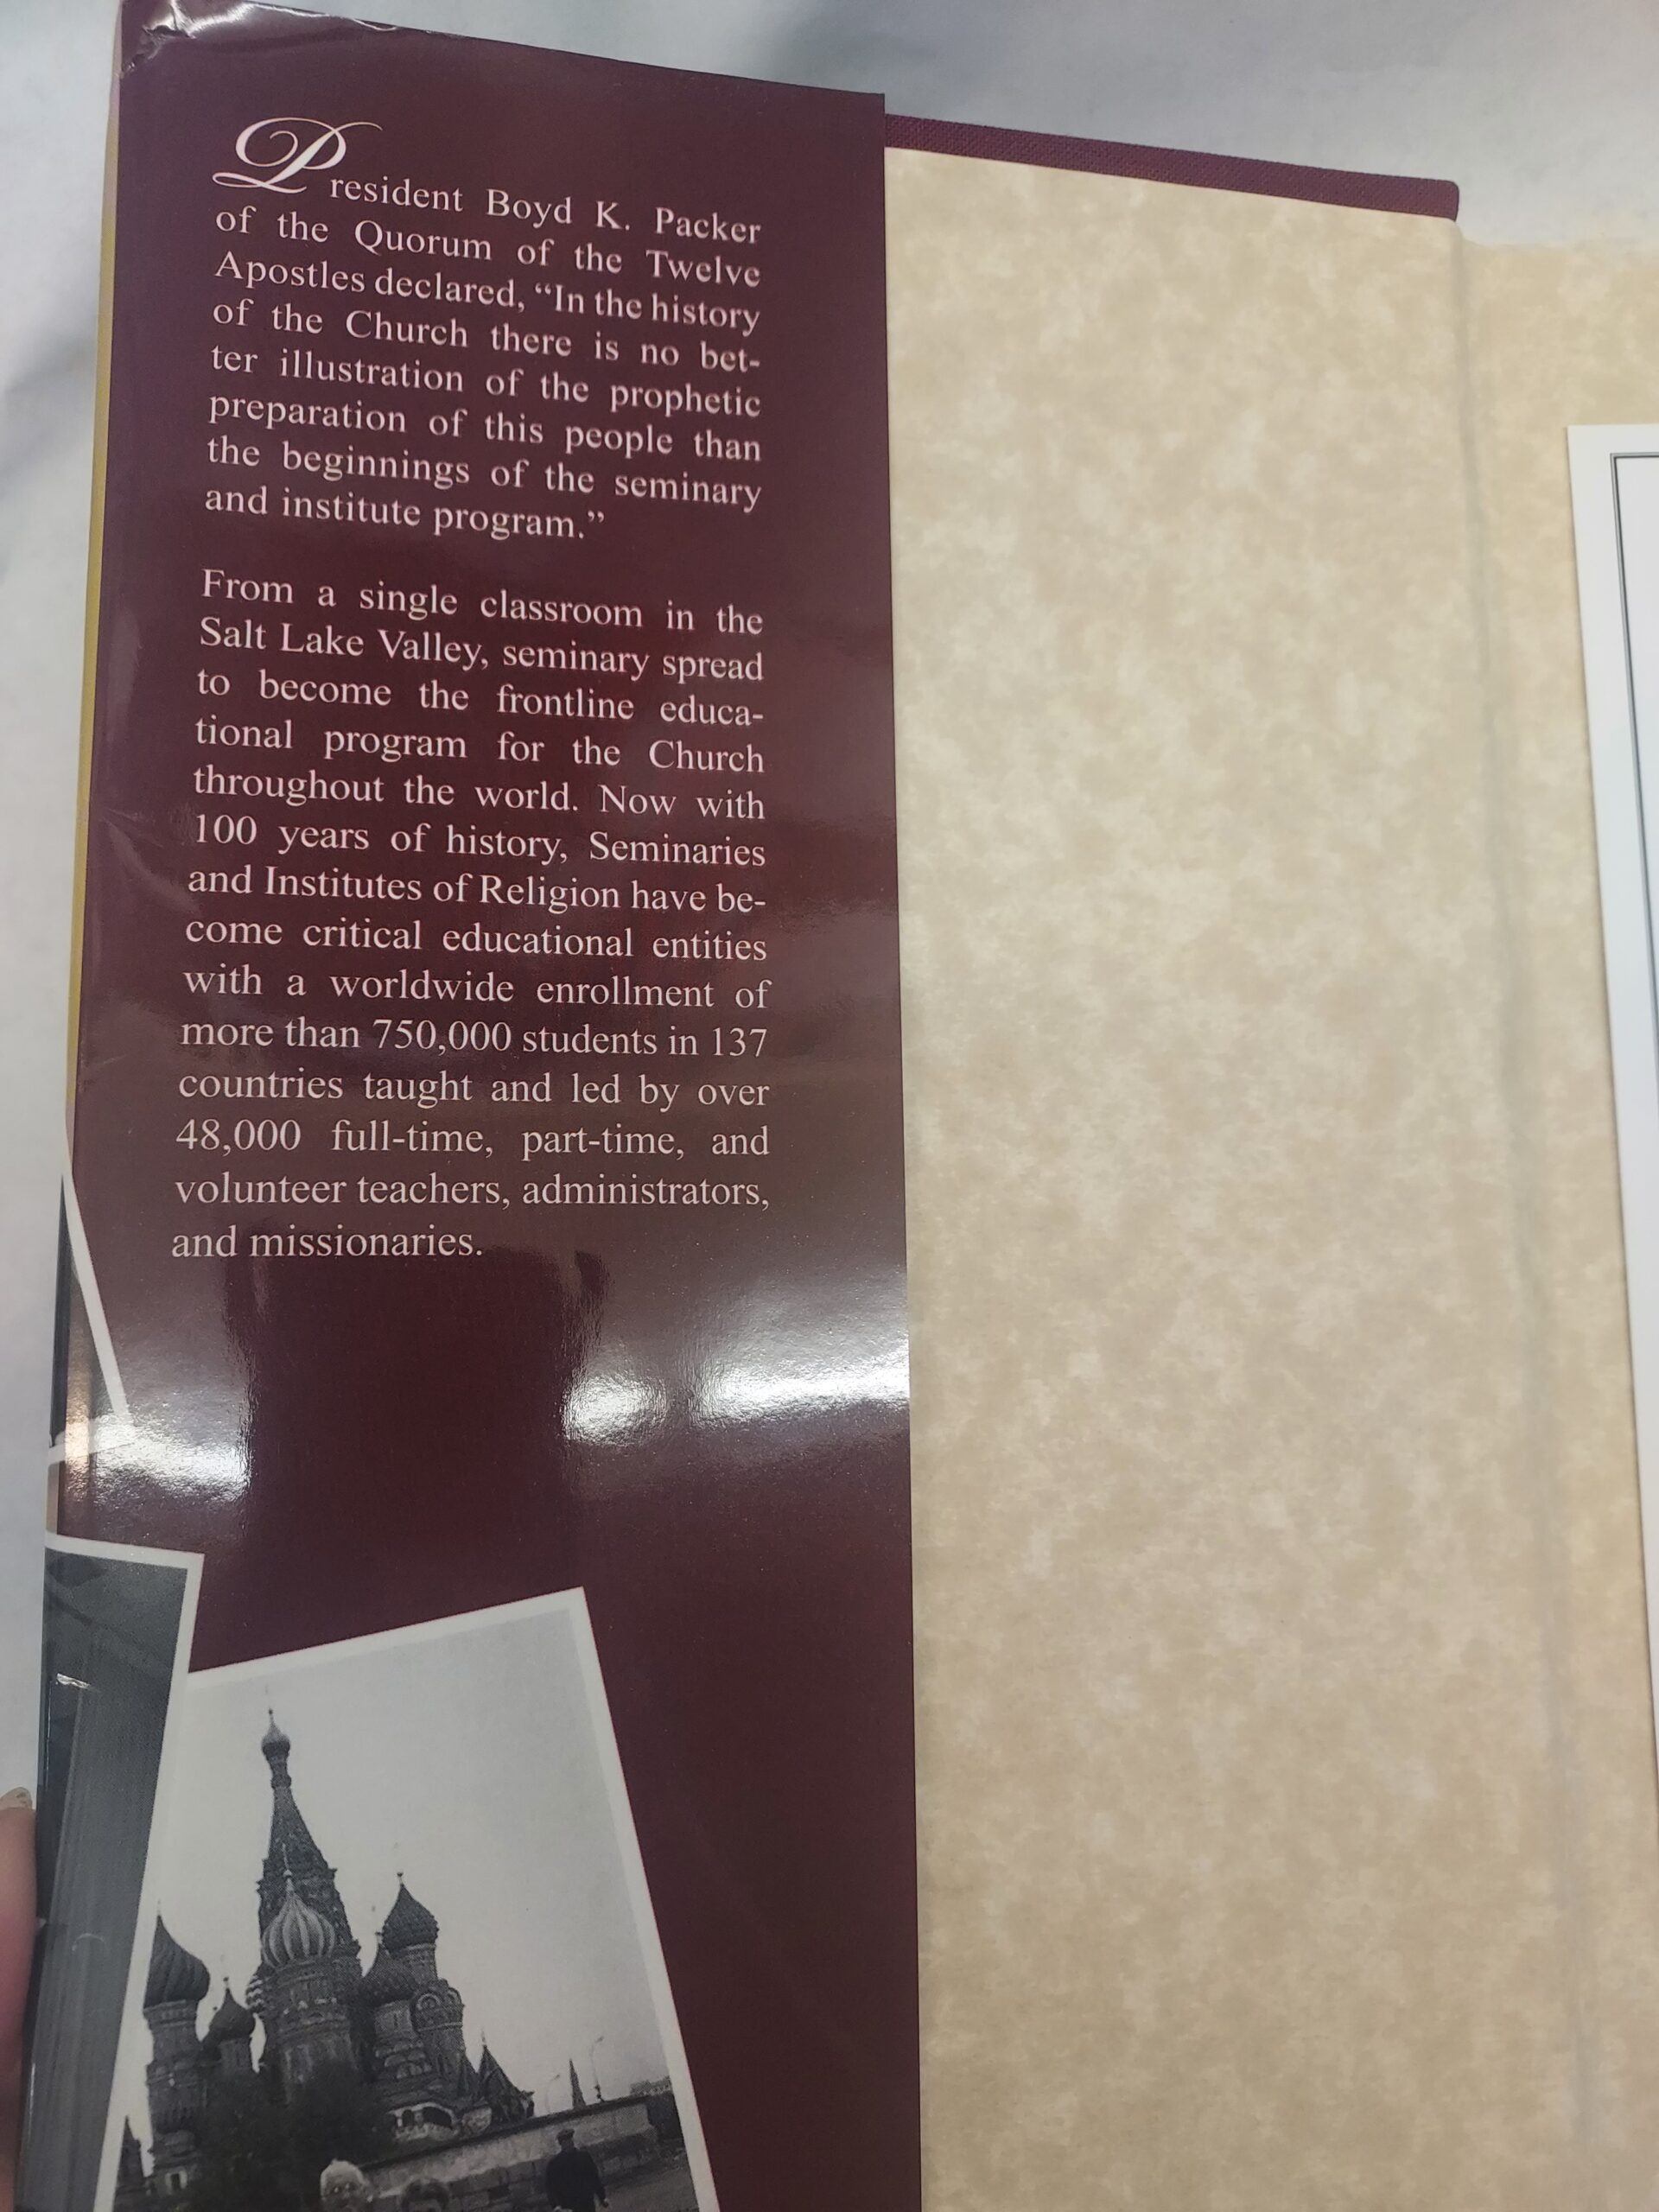 President Boyd K. Packer
of the Quorum of the Twelve
Apostles declared, “In the history
of the Church there is no bet-
ter illustration of the prophetic
preparation of this people than
the beginnings of the seminary
and institute program.”
From a single classroom in the
Salt Lake Valley, seminary spread
to become the frontline educa-
tional program for the Church
throughout the world. Now with
100 years of history, Seminaries
and Institutes of Religion have be-
come critical educational entities
with a worldwide enrollment of
more than 750,000 students in 137
countries taught and led by over
48,000 full-time, part-time, and
volunteer teachers, administrators,
and missionaries.